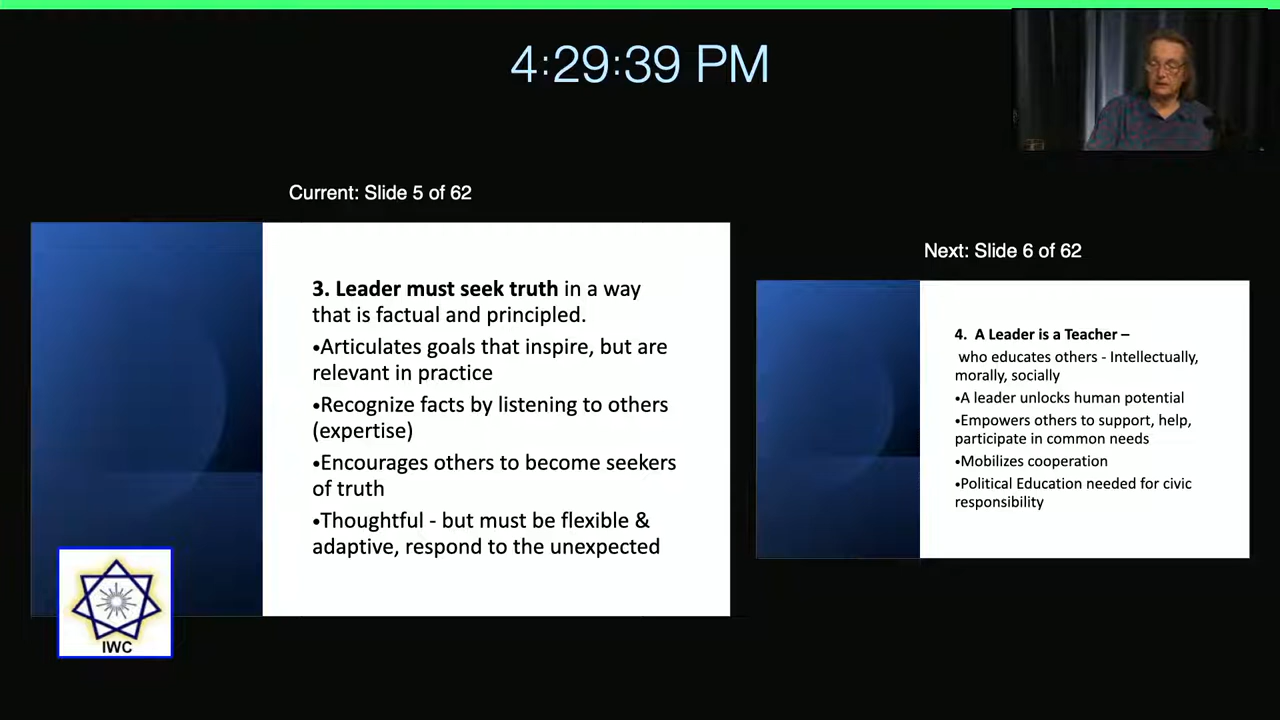 4:29:39 PM
Current: Slide 5 of 62
3. Leader must seek truth in a way
that is factual and principled.
•Articulates goals that inspire, but are
relevant in practice
•Recognize facts by listening to others
(expertise)
•Encourages others to become seekers
of truth
•Thoughtful - but must be flexible &
adaptive, respond to the unexpected
IWC
Next: Slide 6 of 62
4. A Leader is a Teacher –
who educates others - Intellectually,
morally, socially
•A leader unlocks human potential
•Empowers others to support, help,
participate in common needs
•Mobilizes cooperation
•Political Education needed for civic
responsibility